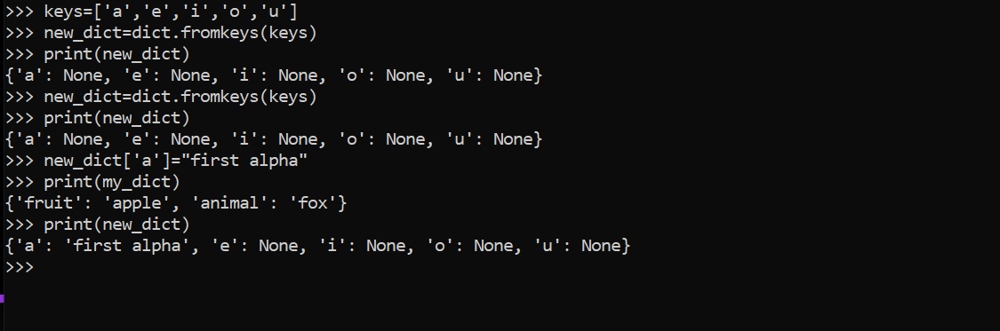 >>> keys=['a','e','i','o','u']
>>> new_dict=dict.fromkeys(keys)
>>> print(new_dict)
{'a': None, 'e': None, 'i': None, 'o': None, 'u': None}
>>> new_dict=dict.fromkeys(keys)
>>> print(new_dict)
{'a': None, 'e': None, 'i': None, 'o': None, 'u': None}
>>> new_dict['a']="first alpha"
>>> print(my_dict)
{'fruit': 'apple', 'animal': 'fox'}
>>> print(new_dict)
{'a': 'first alpha', 'e': None, 'i': None, 'o': None, 'u': None}
>>>